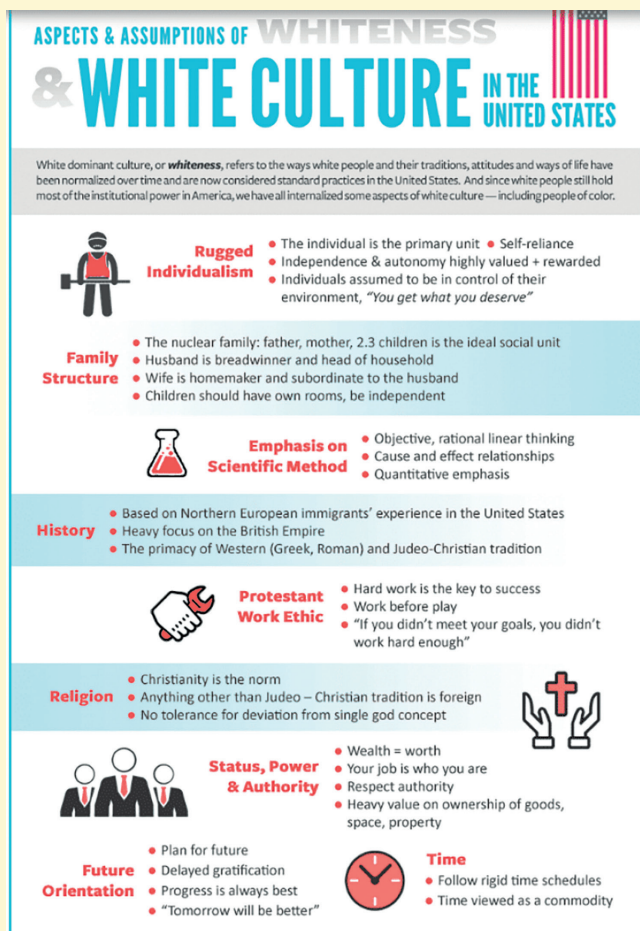 ASPECTS & ASSUMPTIONS OF WHITENESS
& WHITE CULTURE IN THE UNITED STATES
White dominant culture, or whiteness, refers to the ways white people and their traditions, attitudes and ways of life have
been normalized over time and are now considered standard practices in the United States. And since white people still hold
most of the institutional power in America, we have all internalized some aspects of white culture — including people of color.
Rugged
Individualism
• The individual is the primary unit • Self-reliance
• Independence & autonomy highly valued + rewarded
• Individuals assumed to be in control of their
environment, “You get what you deserve”
Family
Structure
• The nuclear family: father, mother, 2.3 children is the ideal social unit
• Husband is breadwinner and head of household
• Wife is homemaker and subordinate to the husband
• Children should have own rooms, be independent
Emphasis on
Scientific Method
• Objective, rational linear thinking
• Cause and effect relationships
• Quantitative emphasis
History
• Based on Northern European immigrants’ experience in the United States
• Heavy focus on the British Empire
• The primacy of Western (Greek, Roman) and Judeo-Christian tradition
Protestant
Work Ethic
• Hard work is the key to success
• Work before play
• “If you didn’t meet your goals, you didn’t
work hard enough”
Religion
• Christianity is the norm
• Anything other than Judeo – Christian tradition is foreign
• No tolerance for deviation from single god concept
Status, Power
& Authority
• Wealth = worth
• Your job is who you are
• Respect authority
• Heavy value on ownership of goods,
space, property
Future
Orientation
• Plan for future
• Delayed gratification
• Progress is always best
• “Tomorrow will be better”
Time
• Follow rigid time schedules
• Time viewed as a commodity